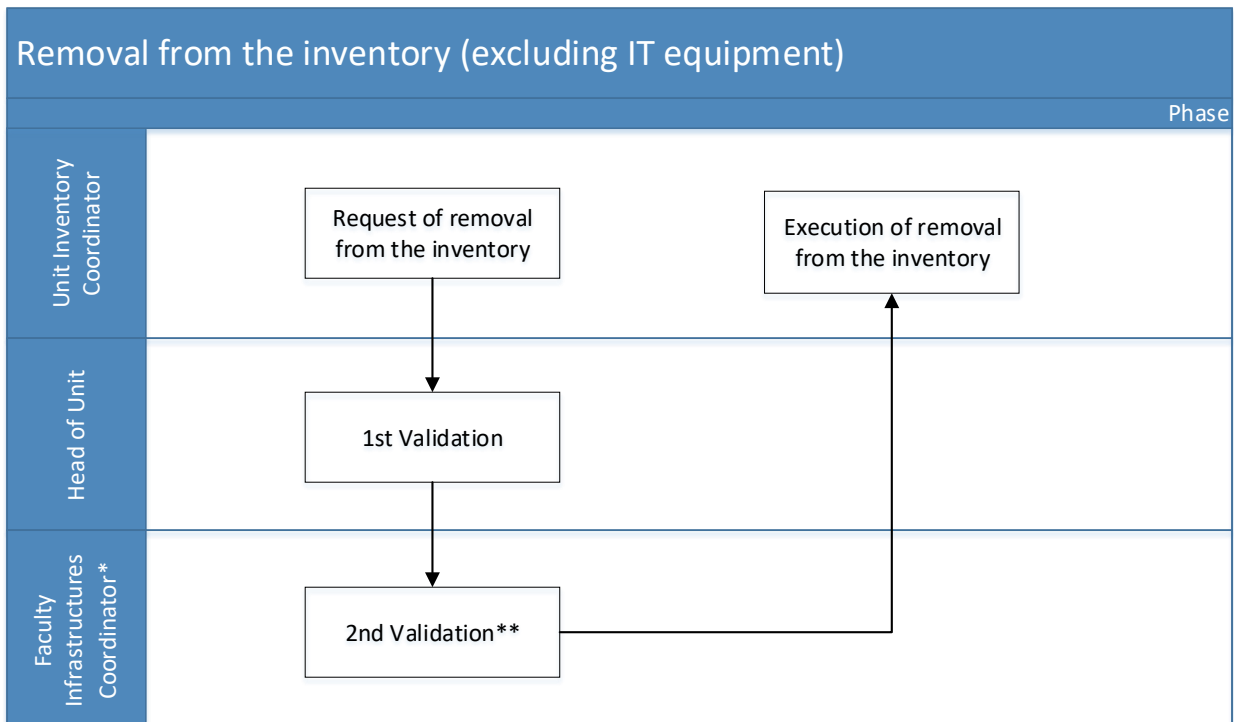 Removal from the inventory (excluding IT equipment)
Phase
Unit Inventory
Coordinator
Request of removal
from the inventory
Execution of removal
from the inventory
Head of Unit
1st Validation
Faculty
Infrastructures
Coordinator*
2nd Validation**